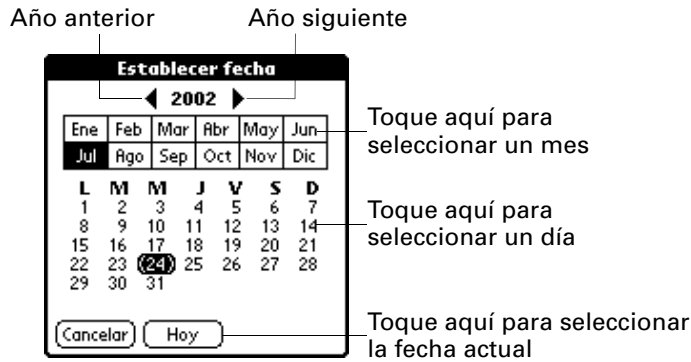 Año anterior Año siguiente
Establecer fecha
2002
Ene Feb Mar Abr May Jun
Jul Ago Sep Oct Nov Dic
Toque aquí para
seleccionar un mes
L M M J V S D
1 2 3 4 5 6 7
8 9 10 11 12 13 14
15 16 17 18 19 20 21
22 23 24 25 26 27 28
29 30 31
Toque aquí para
seleccionar un día
Cancelar Hoy
Toque aquí para seleccionar
la fecha actual